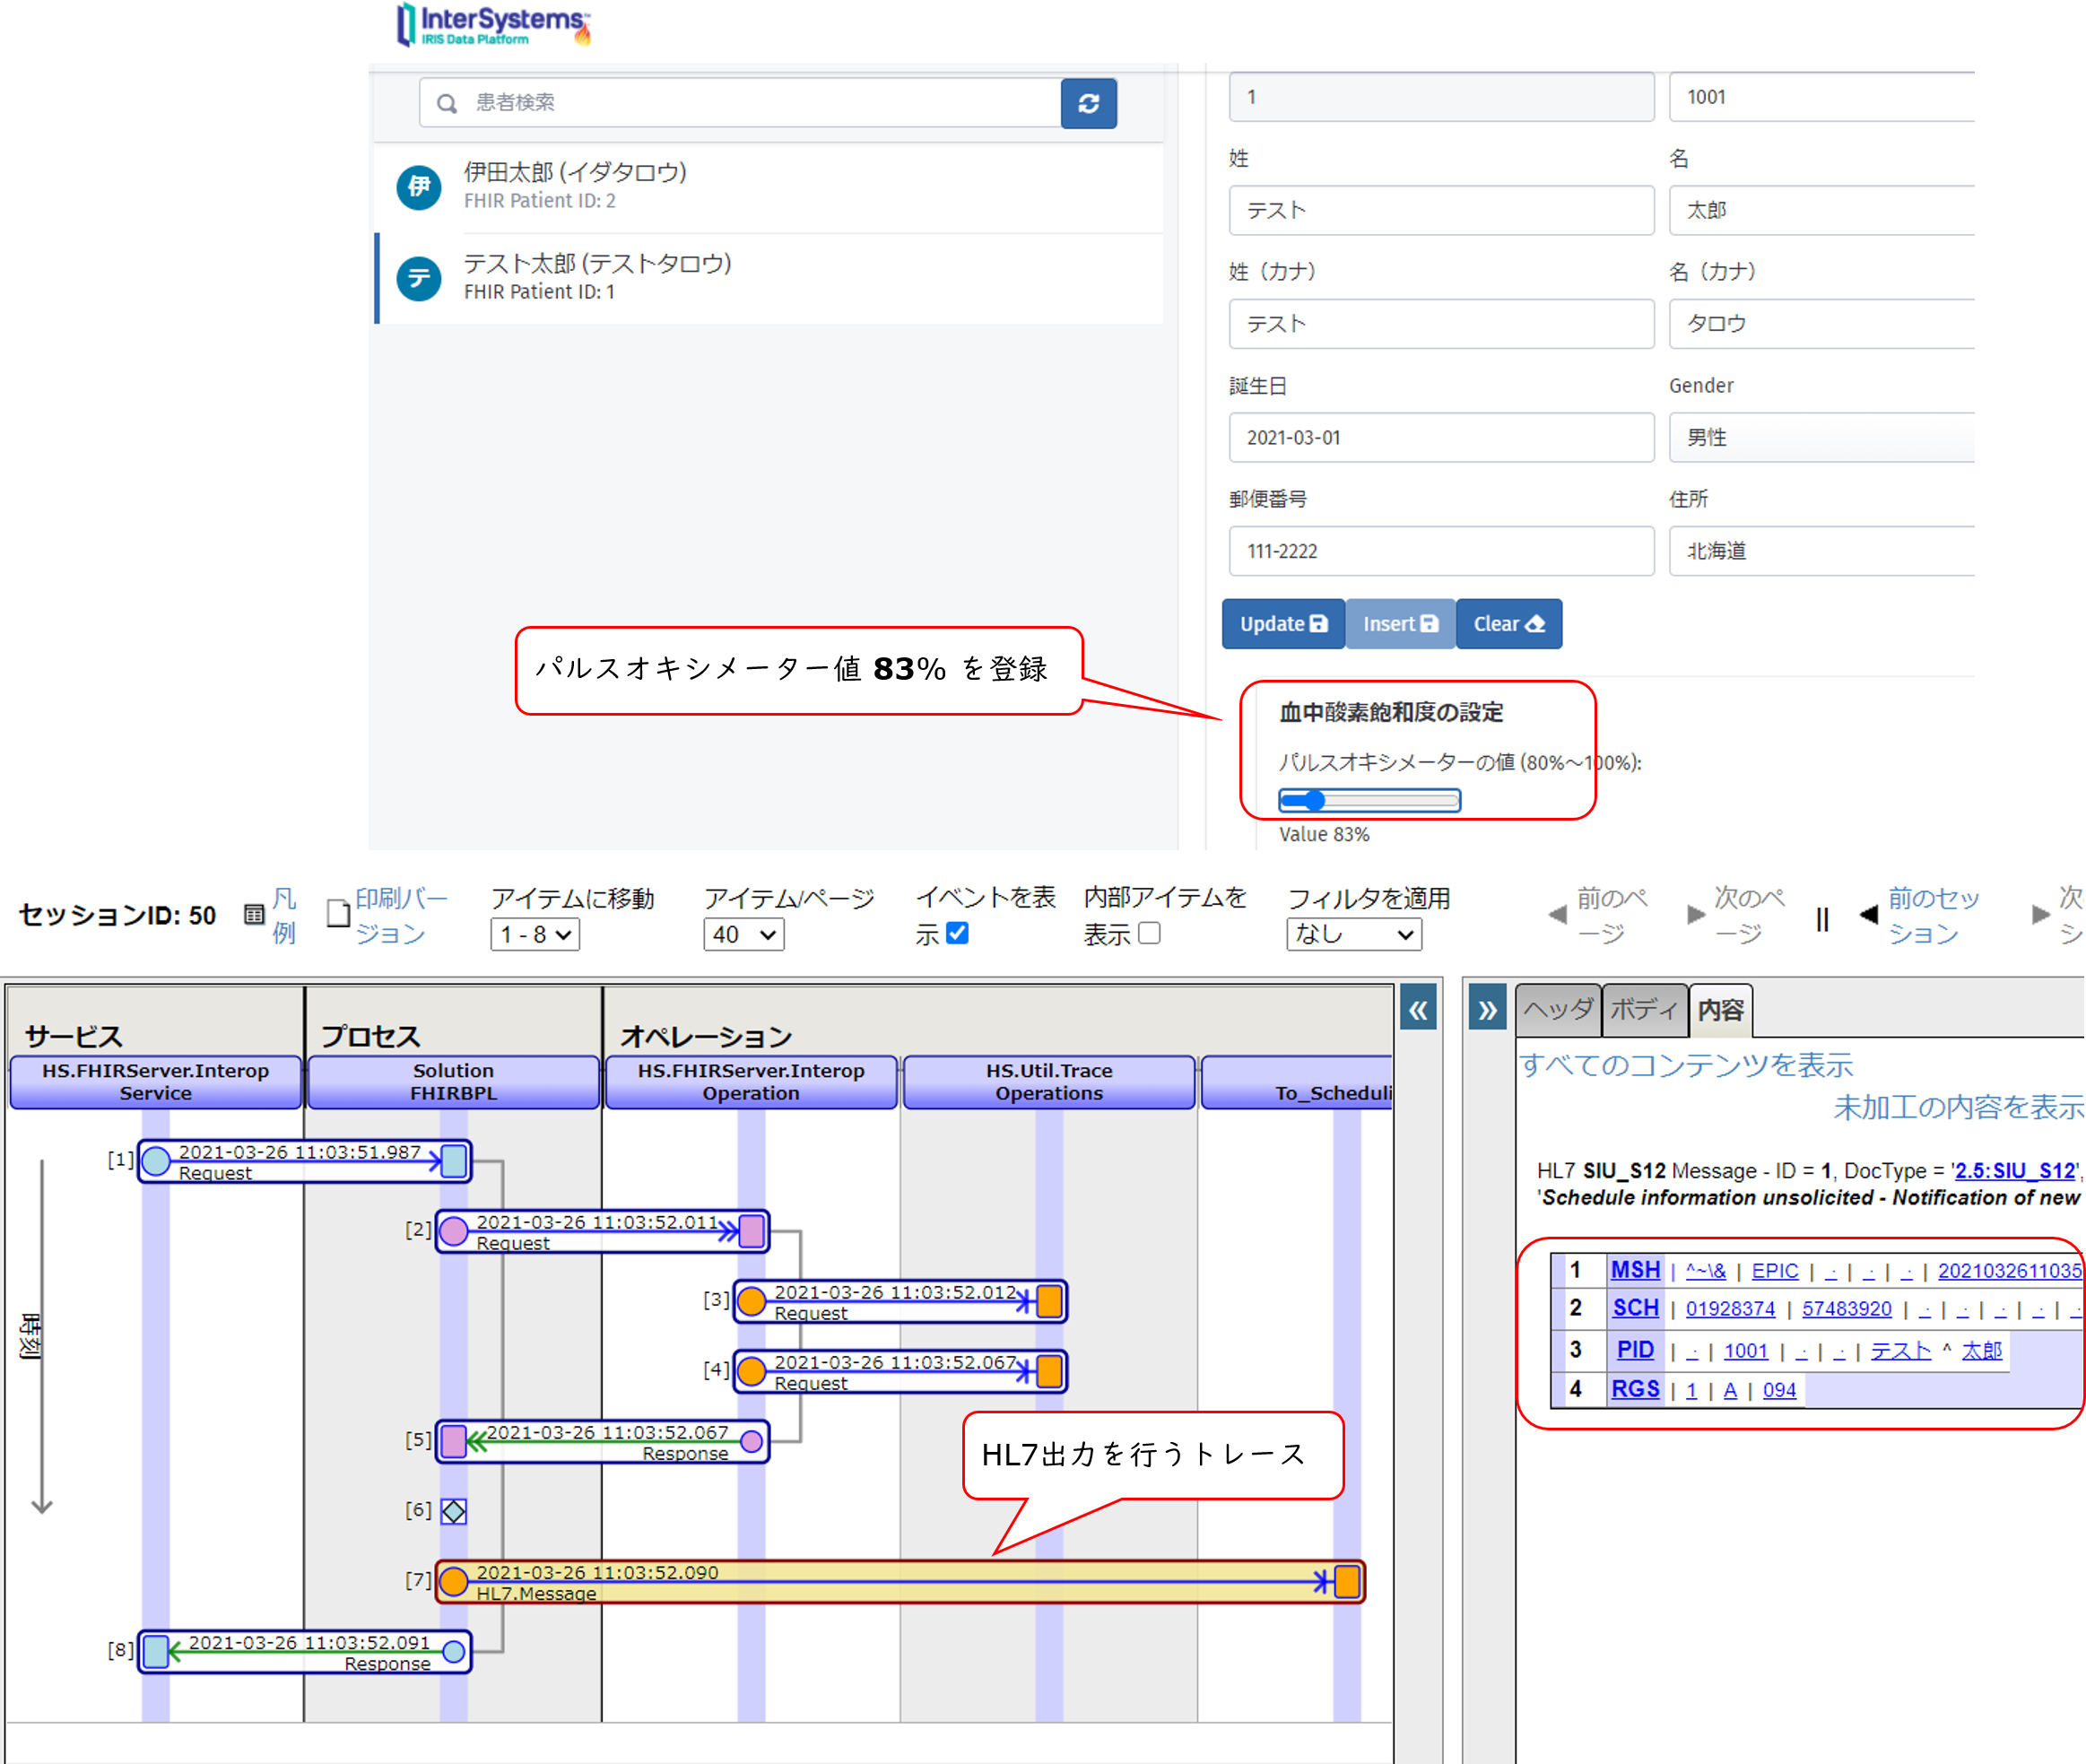 InterSystems™
IRIS Data Platform
患者検索
伊
伊田太郎 (イダタロウ)
FHIR Patient ID: 2
テ
テスト太郎 (テストタロウ)
FHIR Patient ID: 1
1
1001
姓
名
テスト
太郎
姓（カナ）
名（カナ）
テスト
タロウ
誕生日
Gender
2021-03-01
男性
郵便番号
住所
111-2222
北海道
Update
Insert
Clear
パルスオキシメーター値 83% を登録
血中酸素飽和度の設定
パルスオキシメーターの値 (80%～100%):
Value 83%
セッションID: 50
凡例
印刷バージョン
アイテムに移動
1 - 8
アイテム/ページ
40
イベントを表示
内部アイテムを表示
フィルタを適用
なし
◀ 前のページ
▶ 次のページ
||
◀ 前のセッション
▶ 次
シ
サービス
プロセス
オペレーション
HS.FHIRServer.Interop
Service
Solution
FHIRBPL
HS.FHIRServer.Interop
Operation
HS.Util.Trace
Operations
To_Scheduli
時刻
[1] 2021-03-26 11:03:51.987
Request
[2] 2021-03-26 11:03:52.011
Request
[3] 2021-03-26 11:03:52.012
Request
[4] 2021-03-26 11:03:52.067
Request
[5] 2021-03-26 11:03:52.067
Response
[6]
[7] 2021-03-26 11:03:52.090
HL7.Message
[8] 2021-03-26 11:03:52.091
Response
HL7出力を行うトレース
«
»
ヘッダ
ボディ
内容
すべてのコンテンツを表示
未加工の内容を表示
HL7 SIU_S12 Message - ID = 1, DocType = '2.5:SIU_S12',
'Schedule information unsolicited - Notification of new
1 MSH | ^~\& | EPIC | . | . | . | 2021032611035
2 SCH | 01928374 | 57483920 | . | . | . | . | .
3 PID | . | 1001 | . | . | テスト ^ 太郎
4 RGS | 1 | A | 094